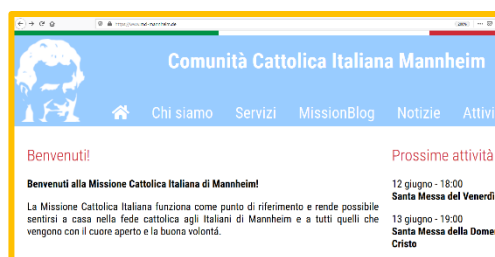 Comunità Cattolica Italiana Mannheim
Chi siamo Servizi MissionBlog Notizie
Benvenuti!
Benvenuti alla Missione Cattolica Italiana di Mannheim!
La Missione Cattolica Italiana funziona come punto di riferimento e rende possibile
sentirsi a casa nella fede cattolica agli Italiani di Mannheim e a tutti quelli che
vengono con il cuore aperto e la buona volontá.
Prossime attività
12 giugno - 18:00
Santa Messa del Venerdì
13 giugno - 19:00
Santa Messa della
Cristo